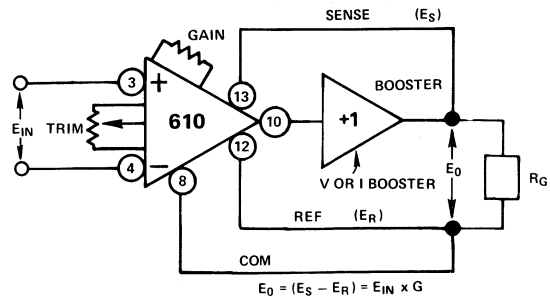 SENSE (ES)
GAIN
BOOSTER
3
+
13
610
10
+1
EIN
TRIM
12
4
−
8
V OR I BOOSTER
E0
RG
REF (ER)
COM
E0 = (ES − ER) = EIN x G